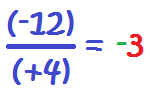 (-12)
(+4) = -3